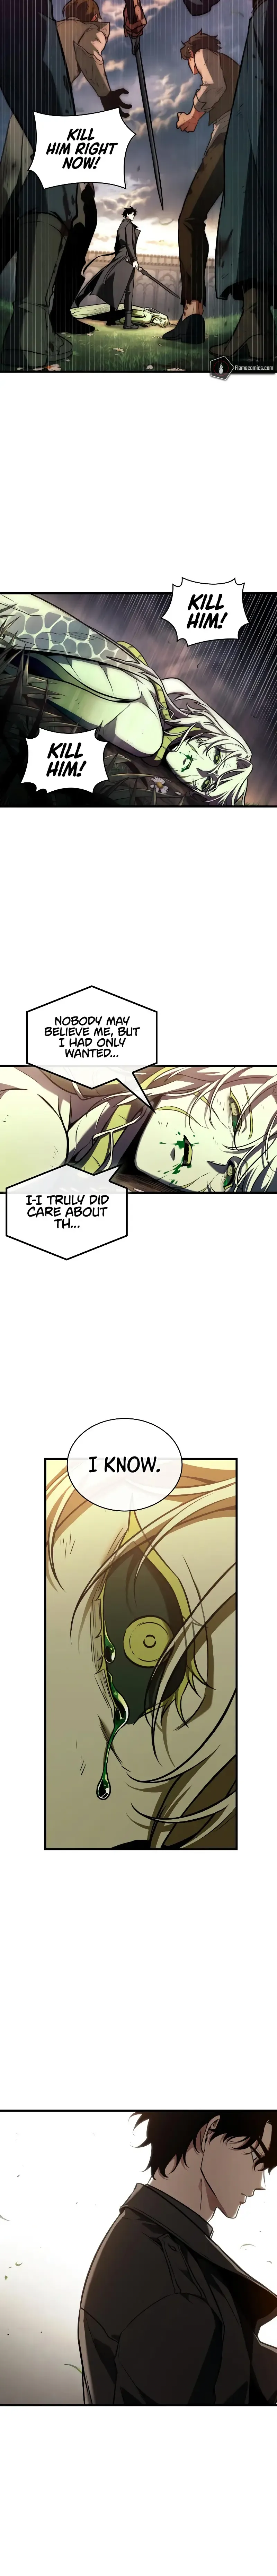 KILL
HIM RIGHT
NOW!
flamecomics.com
KILL
HIM!
KILL
HIM!
NOBODY MAY
BELIEVE ME, BUT
I HAD ONLY
WANTED...
I-I TRULY DID
CARE ABOUT
TH...
I KNOW.